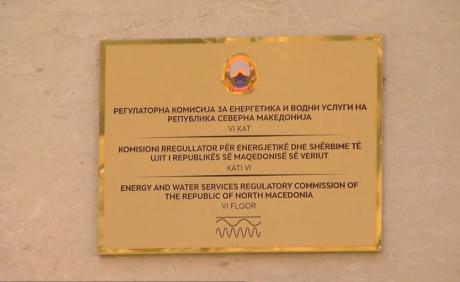 РЕГУЛАТОРНА КОМИСИЈА ЗА ЕНЕРГЕТИКА И ВОДНИ УСЛУГИ НА
РЕПУБЛИКА СЕВЕРНА МАКЕДОНИЈА
VI КАТ
KOMISIONI RREGULLATOR PËR ENERGJETIKË DHE SHËRBIME TË
UJIT I REPUBLIKËS SË MAQEDONISË SË VERIUT
KATI VI
ENERGY AND WATER SERVICES REGULATORY COMMISSION OF
THE REPUBLIC OF NORTH MACEDONIA
VI FLOOR